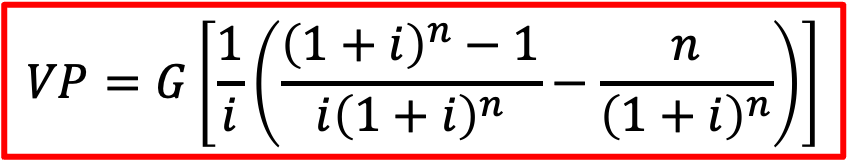 VP = G [ 1/i ( ((1 + i)^n − 1) / (i(1 + i)^n) − n / (1 + i)^n ) ]